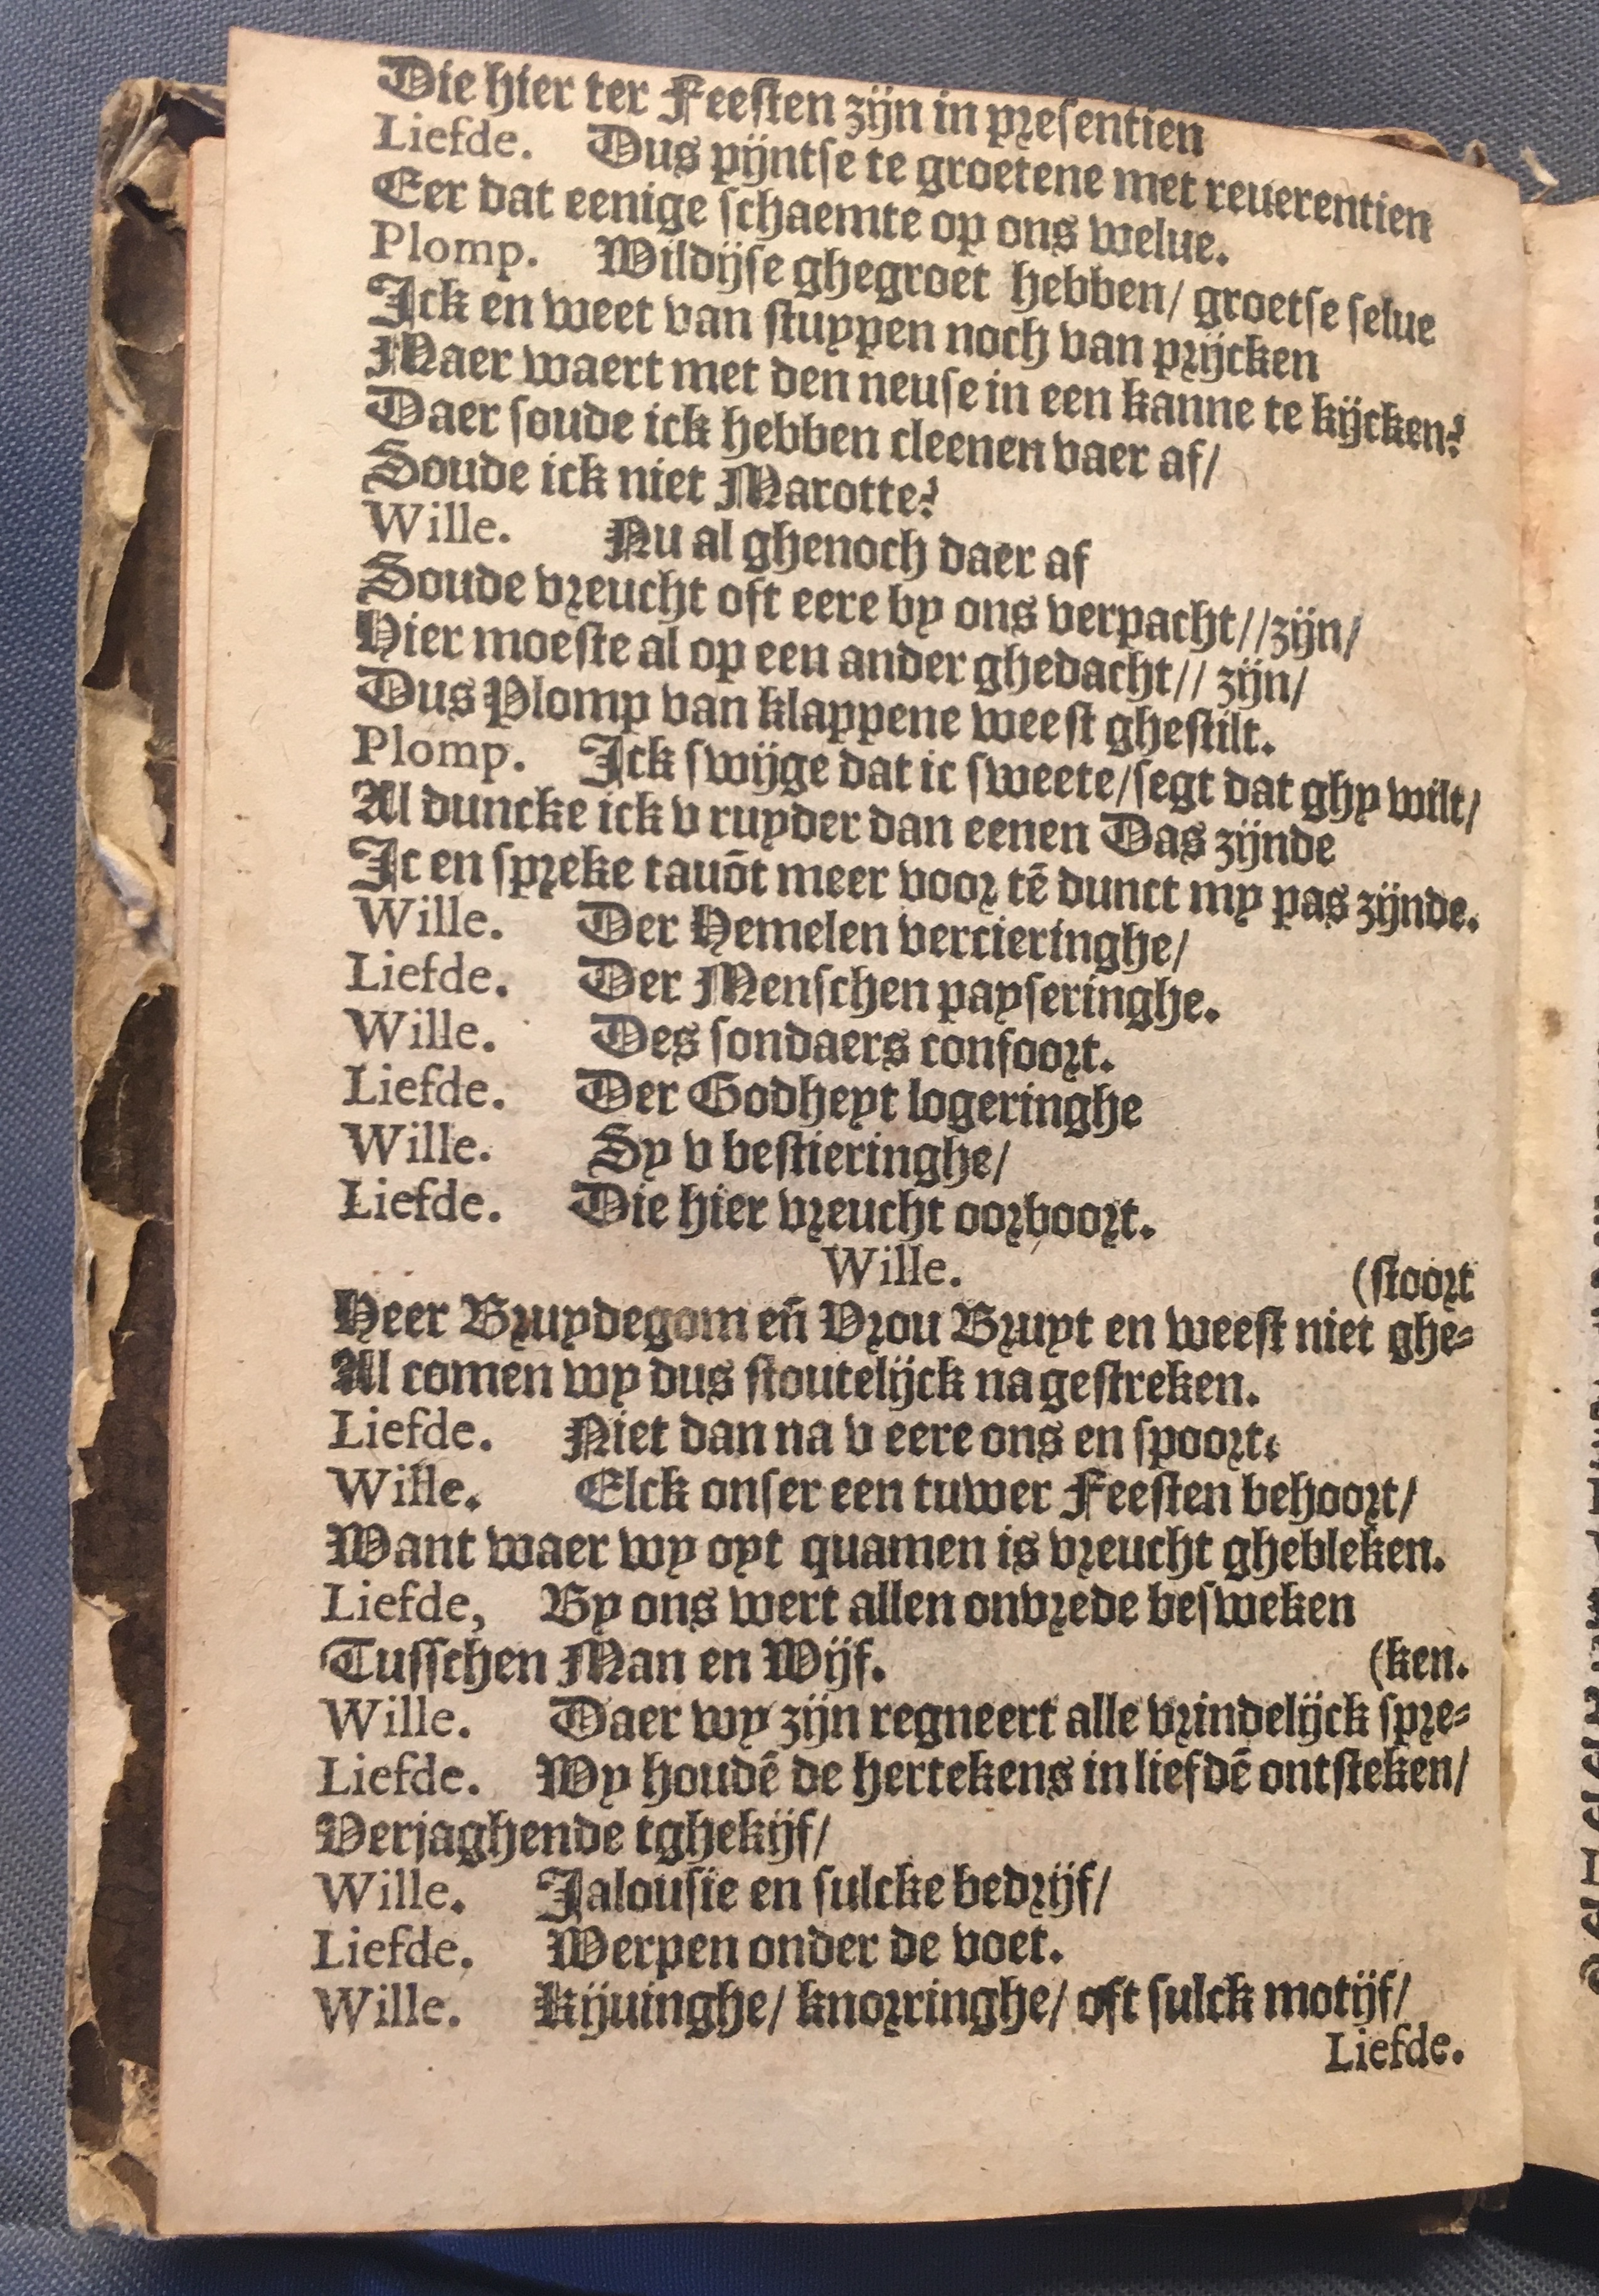 Die hier ter Feesten zijn in presentien
Liefde. Dus pijntse te groetene met reuerentien
Eer dat eenige schaemte op ons welue.
Plomp. Wildijse ghegroet hebben/ groetse selue
Ick en weet van stuypen noch van prijcken
Maer waert met den neuse in een kanne te kijcken?
Daer soude ick hebben cleenen vaer af/
Soude ick niet Marotte?
Wille. Nu al ghenoch daer af
Soude vreucht oft eere by ons verpacht//zijn/
Hier moeste al op een ander ghedacht// zijn/
Dus Plomp van klappene weest ghestilt.
Plomp. Ick swijge dat ic sweete/segt dat ghy wilt/
Al duncke ick v ruyder dan eenen Das zijnde
Ic en spreke tauõt meer voor tẽ dunct my pas zijnde.
Wille. Der Hemelen vercieringhe/
Liefde. Der Menschen payseringhe.
Wille. Des sondaers confoort.
Liefde. Der Godheyt logeringhe
Wille. Sy v bestieringhe/
Liefde. Die hier vreucht oorboort.
Wille. (stoort
Heer Bruydegom eñ Vrou Bruyt en weest niet ghe-
Al comen wy dus stoutelijck na gestreken.
Liefde. Niet dan na v eere ons en spoort.
Wille. Elck onser een tuwer Feesten behoort/
Want waer wy oyt quamen is vreucht ghebleken.
Liefde, By ons wert allen onvrede besweken
Tusschen Man en Wijf. (ken.
Wille. Daer wy zijn regneert alle vrindelijck spre-
Liefde. Wy houdẽ de hertekens in liefdẽ ontsteken/
Verjaghende tghekijf/
Wille. Jalousie en sulcke bedrijf/
Liefde. Werpen onder de voet.
Wille. Kijuinghe/ knorringhe/ oft sulck motijf/
Liefde.